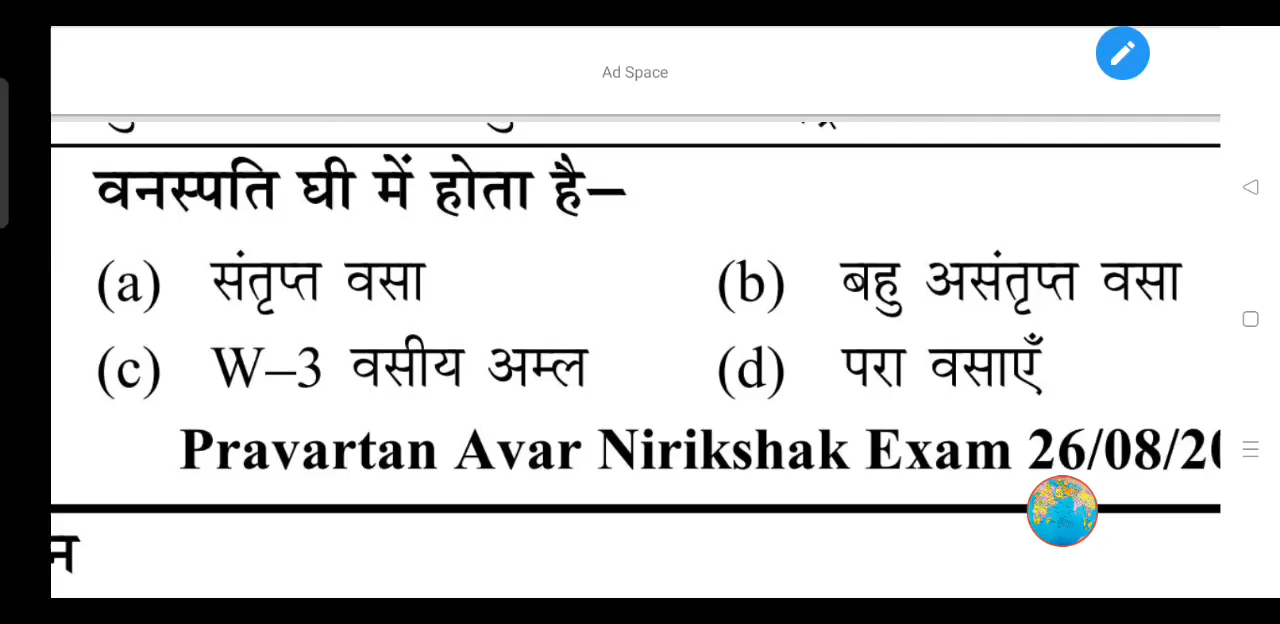 Ad Space
वनस्पति घी में होता है–
(a) संतृप्त वसा (b) बहु असंतृप्त वसा
(c) W–3 वसीय अम्ल (d) परा वसाएँ
Pravartan Avar Nirikshak Exam 26/08/20
न